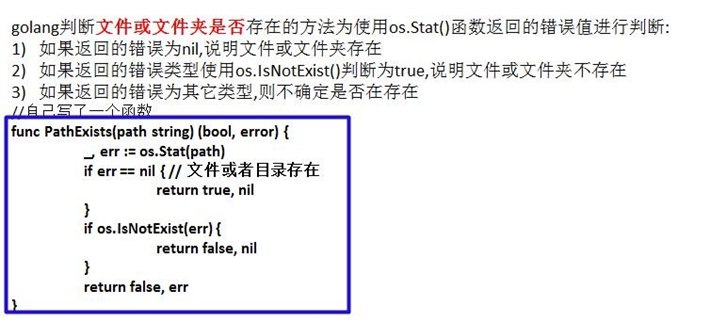 golang判断文件或文件夹是否存在的方法为使用os.Stat()函数返回的错误值进行判断:
1) 如果返回的错误为nil,说明文件或文件夹存在
2) 如果返回的错误类型使用os.IsNotExist()判断为true,说明文件或文件夹不存在
3) 如果返回的错误为其它类型,则不确定是否在存在
//自己写了一个函数
func PathExists(path string) (bool, error) {
_, err := os.Stat(path)
if err == nil { // 文件或者目录存在
return true, nil
}
if os.IsNotExist(err) {
return false, nil
}
return false, err
}